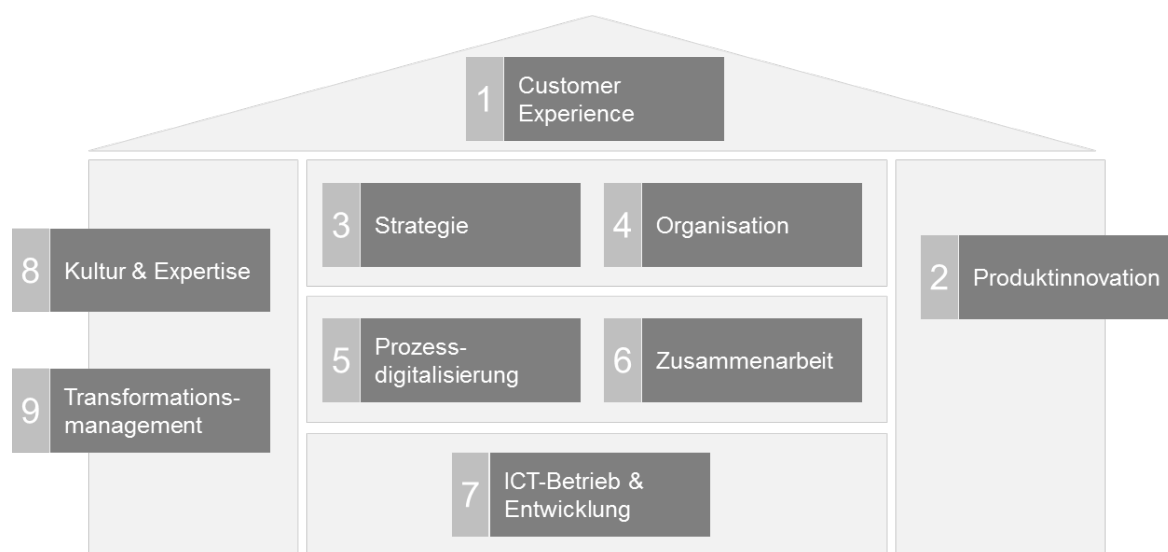 1 Customer
Experience
3 Strategie
4 Organisation
8 Kultur & Expertise
2 Produktinnovation
5 Prozess-
digitalisierung
6 Zusammenarbeit
9 Transformations-
management
7 ICT-Betrieb &
Entwicklung